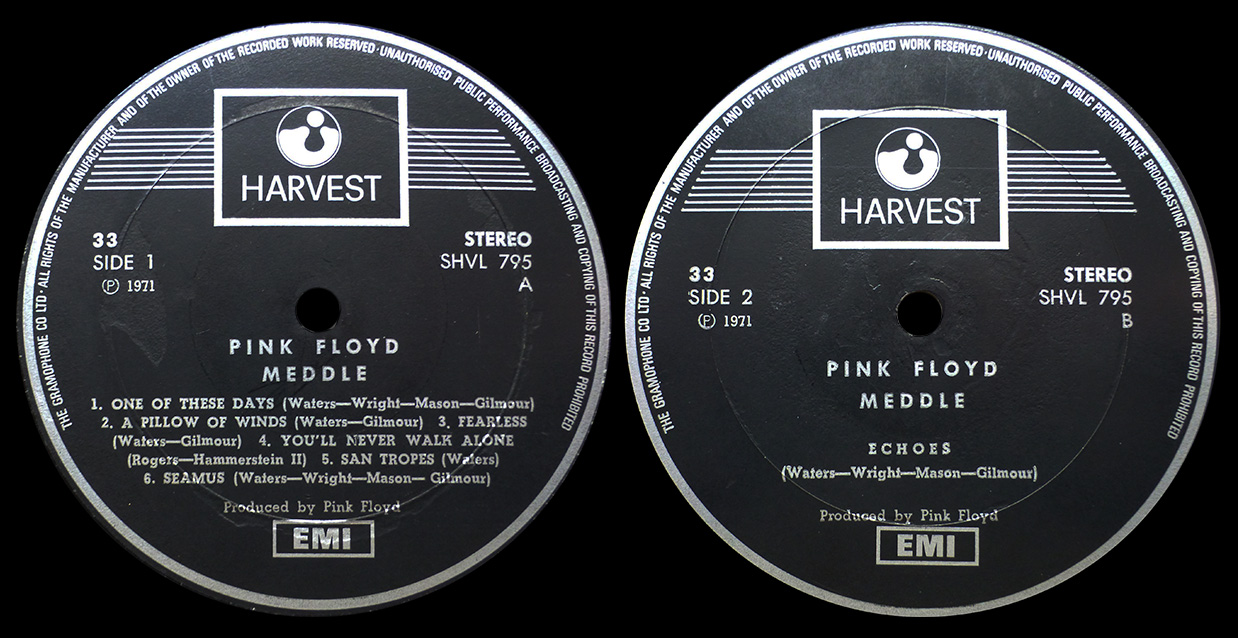 THE GRAMOPHONE CO LTD · ALL RIGHTS OF THE MANUFACTURER AND OF THE OWNER OF THE RECORDED WORK RESERVED · UNAUTHORISED PUBLIC PERFORMANCE BROADCASTING AND COPYING OF THIS RECORD PROHIBITED
HARVEST
33
SIDE 1
Ⓟ 1971
STEREO
SHVL 795
A
PINK FLOYD
MEDDLE
1. ONE OF THESE DAYS (Waters—Wright—Mason—Gilmour)
2. A PILLOW OF WINDS (Waters—Gilmour) 3. FEARLESS
(Waters—Gilmour) 4. YOU'LL NEVER WALK ALONE
(Rogers—Hammerstein II) 5. SAN TROPES (Waters)
6. SEAMUS (Waters—Wright—Mason— Gilmour)
Produced by Pink Floyd
EMI
THE GRAMOPHONE CO LTD · ALL RIGHTS OF THE MANUFACTURER AND OF THE OWNER OF THE RECORDED WORK RESERVED · UNAUTHORISED PUBLIC PERFORMANCE BROADCASTING AND COPYING OF THIS RECORD PROHIBITED
HARVEST
33
SIDE 2
Ⓟ 1971
STEREO
SHVL 795
B
PINK FLOYD
MEDDLE
ECHOES
(Waters—Wright—Mason—Gilmour)
Produced by Pink Floyd
EMI